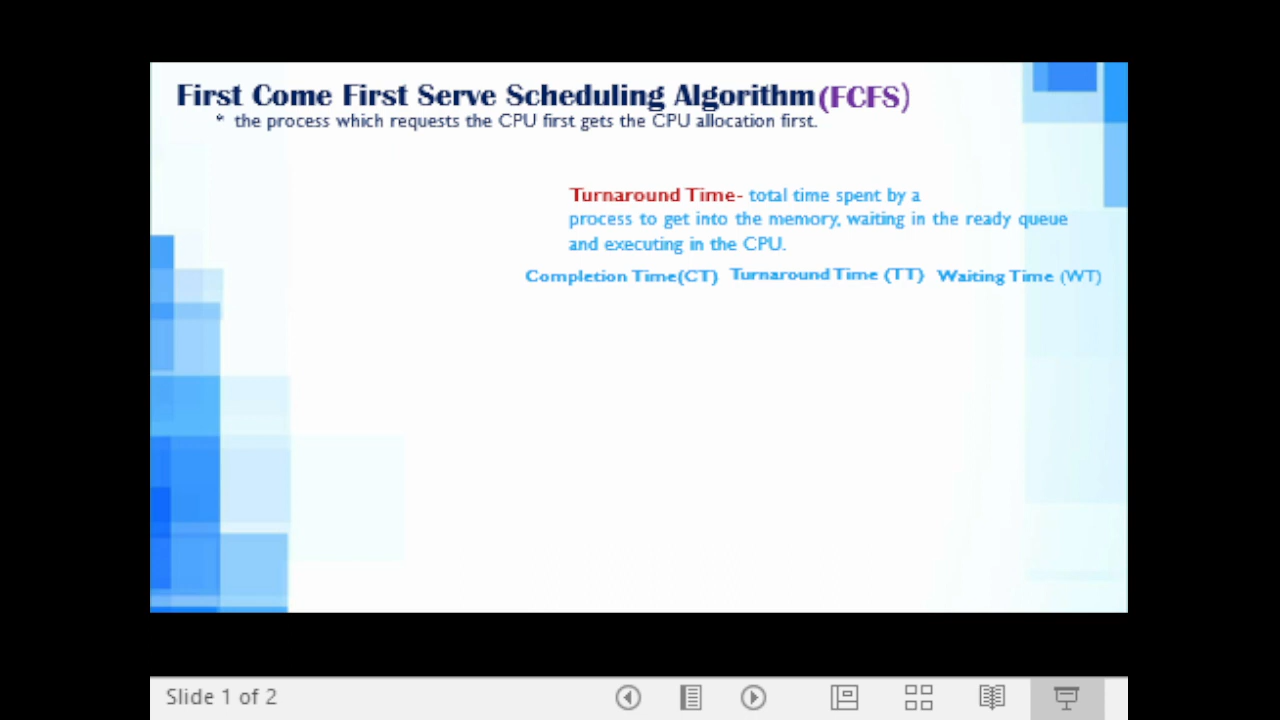 First Come First Serve Scheduling Algorithm(FCFS)
* the process which requests the CPU first gets the CPU allocation first.
Turnaround Time- total time spent by a
process to get into the memory, waiting in the ready queue
and executing in the CPU.
Completion Time(CT) Turnaround Time (TT) Waiting Time (WT)
Slide 1 of 2